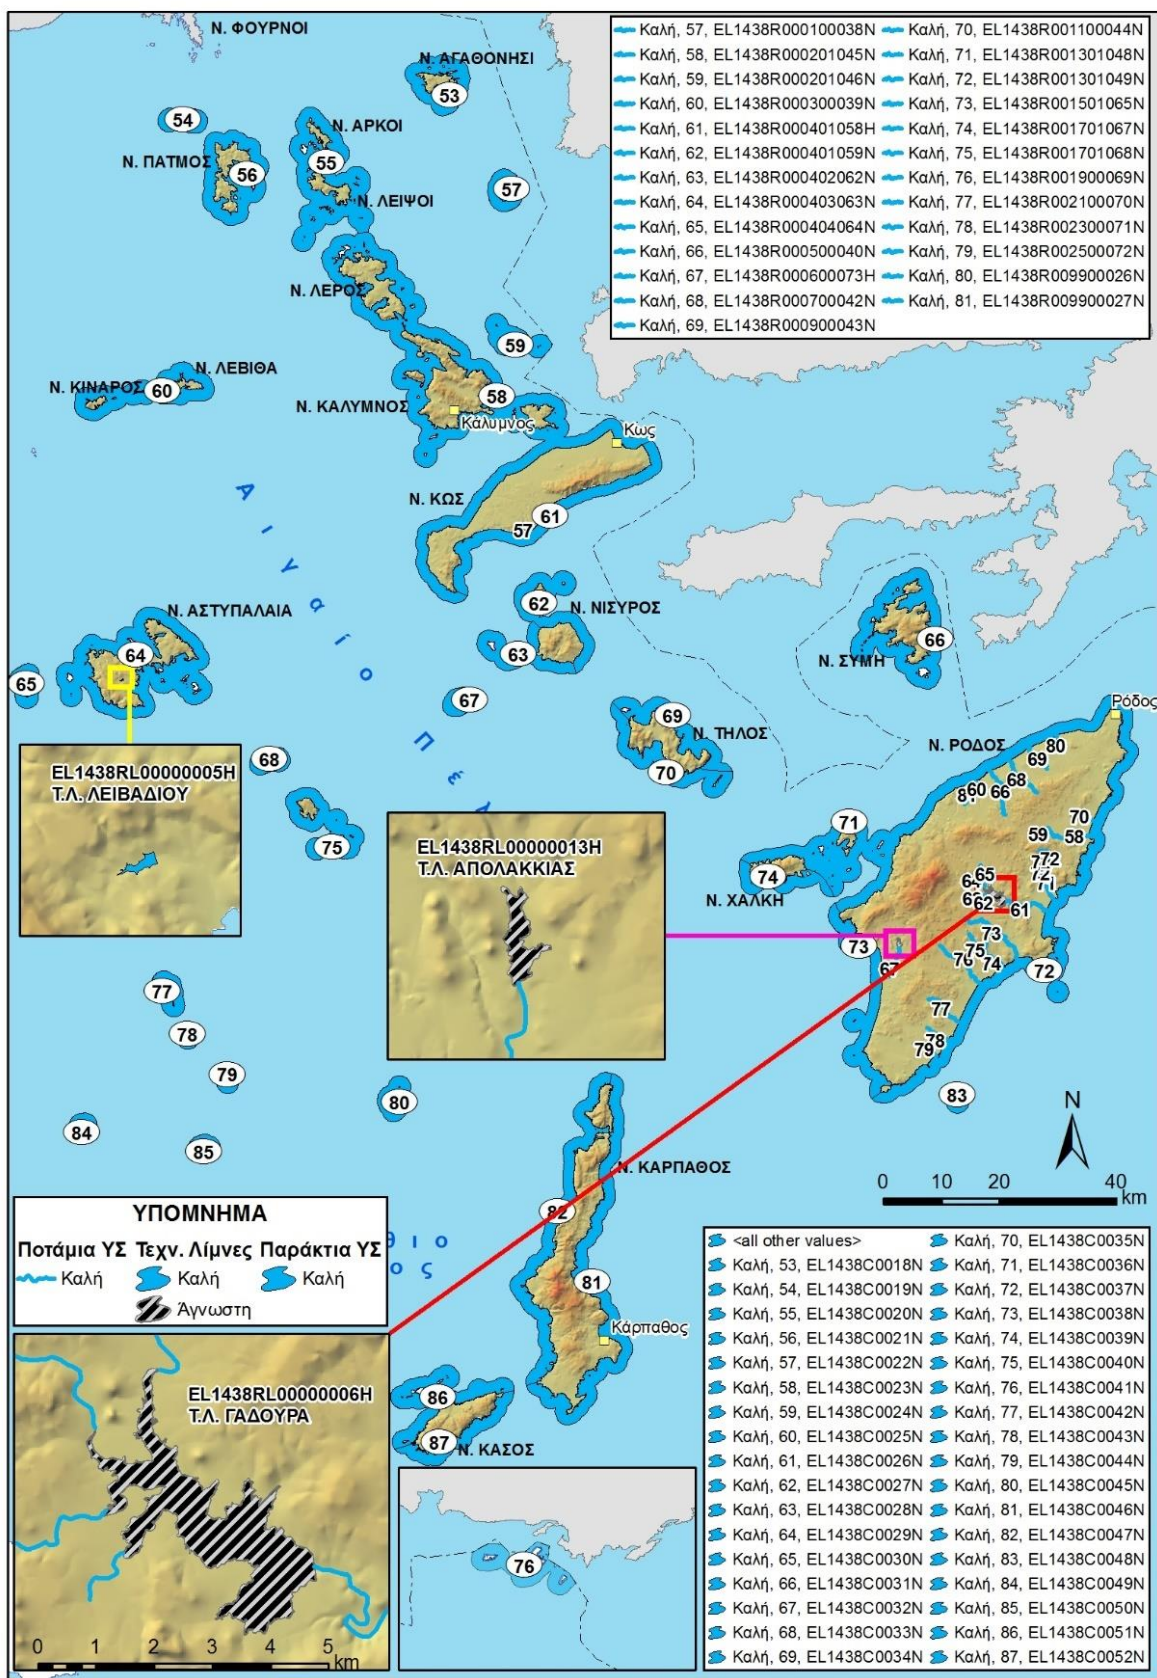 Ν. ΦΟΥΡΝΟΙ
Ν. ΑΓΑΘΟΝΗΣΙ
53
54
Ν. ΑΡΚΟΙ
Ν. ΠΑΤΜΟΣ
55
56
57
Ν. ΛΕΙΨΟΙ
Ν. ΛΕΡΟΣ
59
Ν. ΛΕΒΙΘΑ
Ν. ΚΙΝΑΡΟΣ
60
58
Ν. ΚΑΛΥΜΝΟΣ
Κάλυμνος
Κως
Ν. ΚΩΣ
61
57
Αιγαίο Πέλ
62
Ν. ΝΙΣΥΡΟΣ
63
Ν. ΑΣΤΥΠΑΛΑΙΑ
64
65
66
Ν. ΣΥΜΗ
67
69
Ν. ΤΗΛΟΣ
70
68
75
71
74
Ν. ΧΑΛΚΗ
Ρόδος
Ν. ΡΟΔΟΣ
80
69
68
60
66
70
59
58
72
72
65
62
61
73
75
74
73
67
72
77
78
79
83
77
78
79
80
84
85
Ν. ΚΑΡΠΑΘΟΣ
82
θιο
ος
81
Κάρπαθος
86
87
Ν. ΚΑΣΟΣ
76
Καλή, 57, EL1438R000100038N
Καλή, 58, EL1438R000201045N
Καλή, 59, EL1438R000201046N
Καλή, 60, EL1438R000300039N
Καλή, 61, EL1438R000401058H
Καλή, 62, EL1438R000401059N
Καλή, 63, EL1438R000402062N
Καλή, 64, EL1438R000403063N
Καλή, 65, EL1438R000404064N
Καλή, 66, EL1438R000500040N
Καλή, 67, EL1438R000600073H
Καλή, 68, EL1438R000700042N
Καλή, 69, EL1438R000900043N
Καλή, 70, EL1438R001100044N
Καλή, 71, EL1438R001301048N
Καλή, 72, EL1438R001301049N
Καλή, 73, EL1438R001501065N
Καλή, 74, EL1438R001701067N
Καλή, 75, EL1438R001701068N
Καλή, 76, EL1438R001900069N
Καλή, 77, EL1438R002100070N
Καλή, 78, EL1438R002300071N
Καλή, 79, EL1438R002500072N
Καλή, 80, EL1438R009900026N
Καλή, 81, EL1438R009900027N
EL1438RL00000005H
Τ.Λ. ΛΕΙΒΑΔΙΟΥ
EL1438RL00000013H
Τ.Λ. ΑΠΟΛΑΚΚΙΑΣ
N
0 10 20 40
km
ΥΠΟΜΝΗΜΑ
Ποτάμια ΥΣ Τεχν. Λίμνες Παράκτια ΥΣ
Καλή Καλή Καλή
Άγνωστη
EL1438RL00000006H
Τ.Λ. ΓΑΔΟΥΡΑ
0 1 2 3 4 5
km
<all other values>
Καλή, 53, EL1438C0018N
Καλή, 54, EL1438C0019N
Καλή, 55, EL1438C0020N
Καλή, 56, EL1438C0021N
Καλή, 57, EL1438C0022N
Καλή, 58, EL1438C0023N
Καλή, 59, EL1438C0024N
Καλή, 60, EL1438C0025N
Καλή, 61, EL1438C0026N
Καλή, 62, EL1438C0027N
Καλή, 63, EL1438C0028N
Καλή, 64, EL1438C0029N
Καλή, 65, EL1438C0030N
Καλή, 66, EL1438C0031N
Καλή, 67, EL1438C0032N
Καλή, 68, EL1438C0033N
Καλή, 69, EL1438C0034N
Καλή, 70, EL1438C0035N
Καλή, 71, EL1438C0036N
Καλή, 72, EL1438C0037N
Καλή, 73, EL1438C0038N
Καλή, 74, EL1438C0039N
Καλή, 75, EL1438C0040N
Καλή, 76, EL1438C0041N
Καλή, 77, EL1438C0042N
Καλή, 78, EL1438C0043N
Καλή, 79, EL1438C0044N
Καλή, 80, EL1438C0045N
Καλή, 81, EL1438C0046N
Καλή, 82, EL1438C0047N
Καλή, 83, EL1438C0048N
Καλή, 84, EL1438C0049N
Καλή, 85, EL1438C0050N
Καλή, 86, EL1438C0051N
Καλή, 87, EL1438C0052N